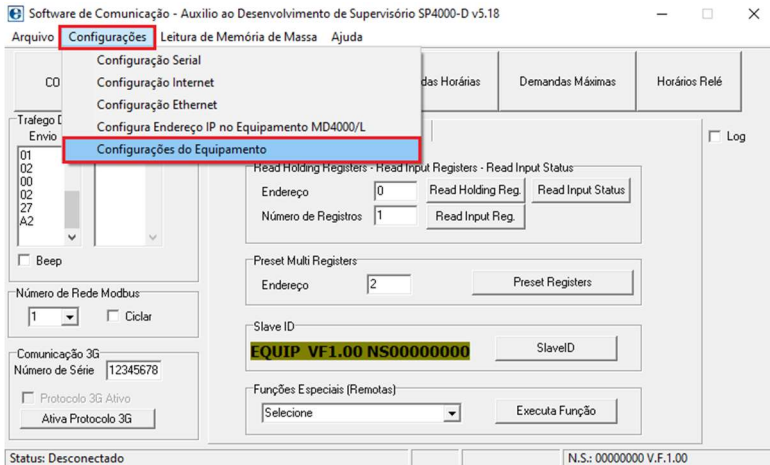 Software de Comunicação - Auxilio ao Desenvolvimento de Supervisório SP4000-D v5.18
Arquivo Configurações Leitura de Memória de Massa Ajuda
Configuração Serial
Configuração Internet
Configuração Ethernet
Configura Endereço IP no Equipamento MD4000/L
Configurações do Equipamento
CO
das Horárias
Demandas Máximas
Horários Relé
Trafego D
Envio
01
02
00
02
27
A2
Beep
Log
Read Holding Registers - Read Input Registers - Read Input Status
Endereço 0 Read Holding Reg. Read Input Status
Número de Registros 1 Read Input Reg.
Preset Multi Registers
Endereço 2 Preset Registers
Número de Rede Modbus
1 Ciclar
Slave ID
EQUIP VF1.00 NS00000000 SlaveID
Comunicação 3G
Número de Série 12345678
Protocolo 3G Ativo
Ativa Protocolo 3G
Funções Especiais (Remotas)
Selecione Executa Função
Status: Desconectado N.S.: 00000000 V.F.1.00